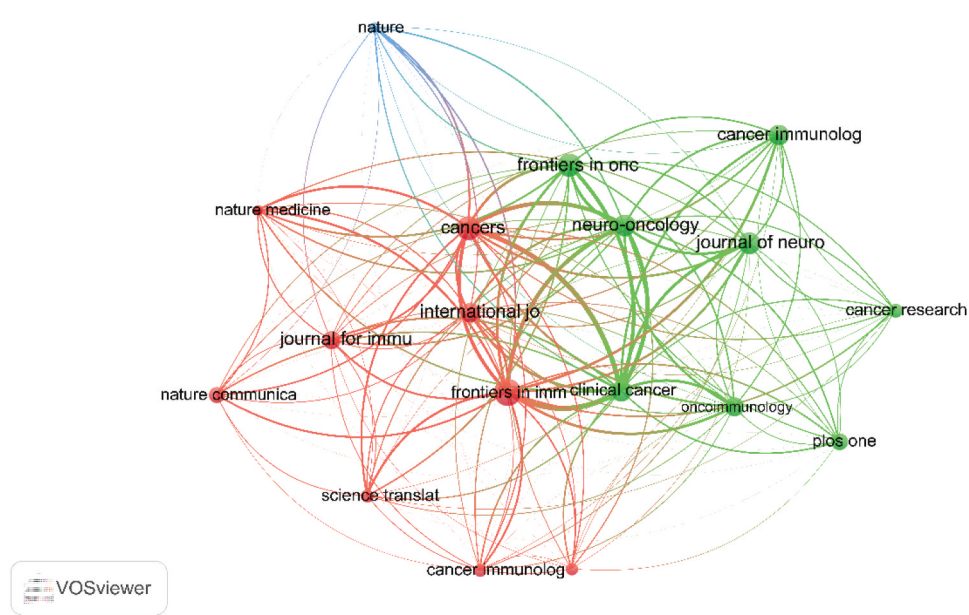 nature
cancer immunolog
frontiers in onc
nature medicine
cancers
neuro-oncology
journal of neuro
international jo
cancer research
journal for immu
nature communica
frontiers in imm
clinical cancer
oncoimmunology
plos one
science translat
cancer immunolog
VOSviewer